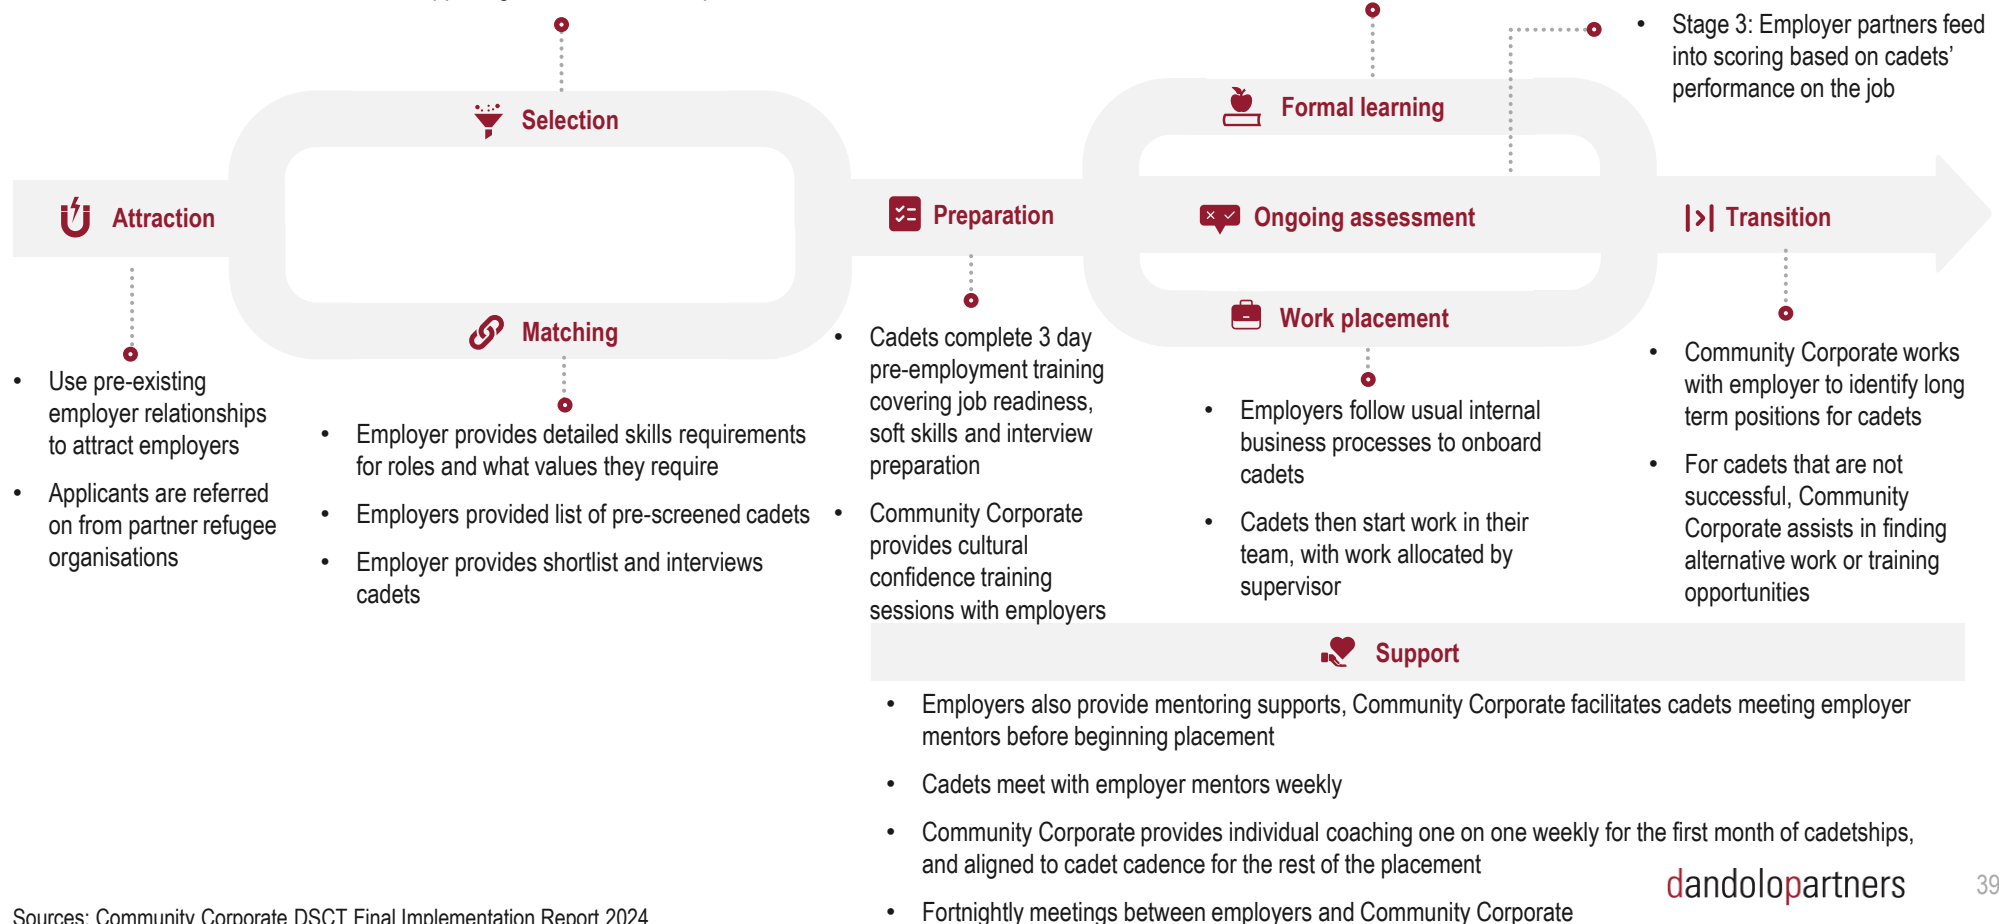 • Stage 3: Employer partners feed
into scoring based on cadets'
performance on the job
Selection
Formal learning
Attraction
Preparation
Ongoing assessment
Transition
Matching
Work placement
• Use pre-existing
employer relationships
to attract employers
• Applicants are referred
on from partner refugee
organisations
• Employer provides detailed skills requirements
for roles and what values they require
• Employers provided list of pre-screened cadets
• Employer provides shortlist and interviews
cadets
• Cadets complete 3 day
pre-employment training
covering job readiness,
soft skills and interview
preparation
• Community Corporate
provides cultural
confidence training
sessions with employers
• Employers follow usual internal
business processes to onboard
cadets
• Cadets then start work in their
team, with work allocated by
supervisor
• Community Corporate works
with employer to identify long
term positions for cadets
• For cadets that are not
successful, Community
Corporate assists in finding
alternative work or training
opportunities
Support
• Employers also provide mentoring supports, Community Corporate facilitates cadets meeting employer
mentors before beginning placement
• Cadets meet with employer mentors weekly
• Community Corporate provides individual coaching one on one weekly for the first month of cadetships,
and aligned to cadet cadence for the rest of the placement
• Fortnightly meetings between employers and Community Corporate
dandolopartners
39
Sources: Community Corporate DSCT Final Implementation Report 2024